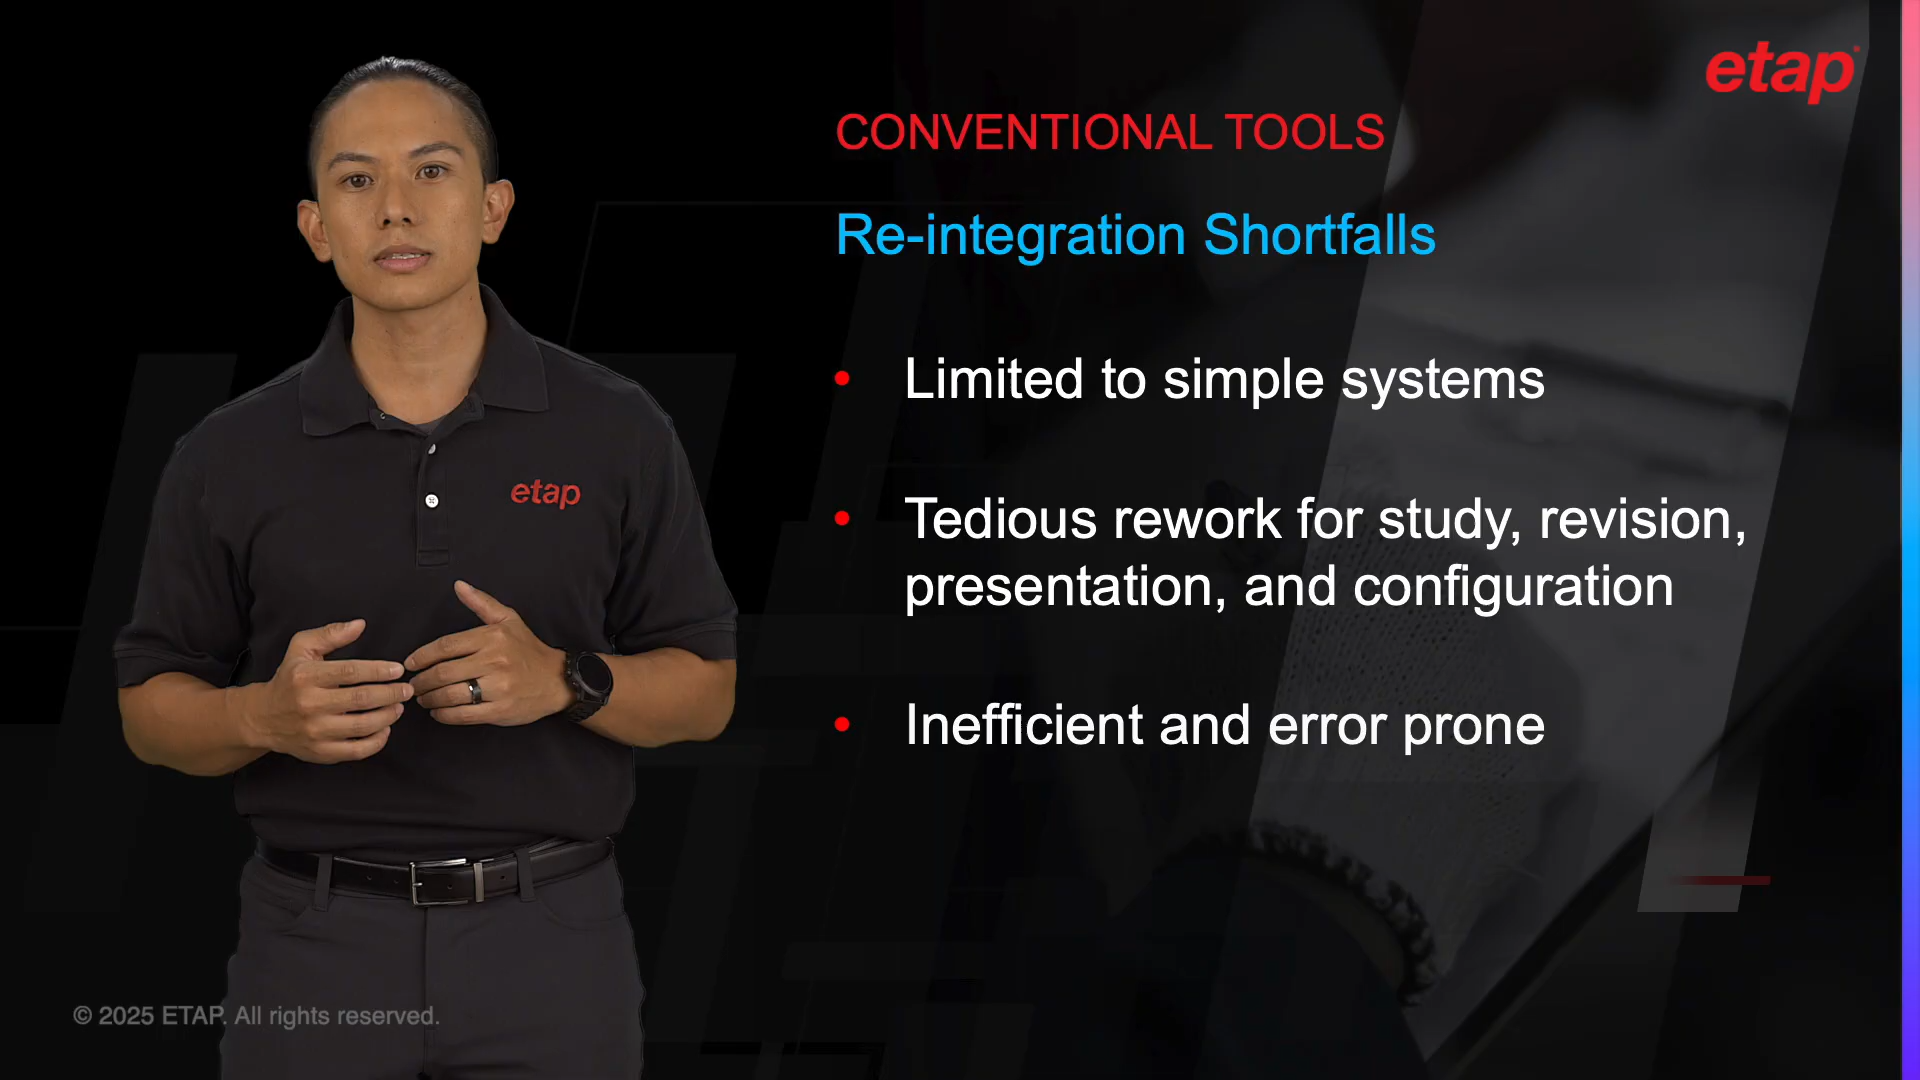 etap
CONVENTIONAL TOOLS
Re-integration Shortfalls
• Limited to simple systems
• Tedious rework for study, revision,
presentation, and configuration
• Inefficient and error prone
etap
© 2025 ETAP. All rights reserved.